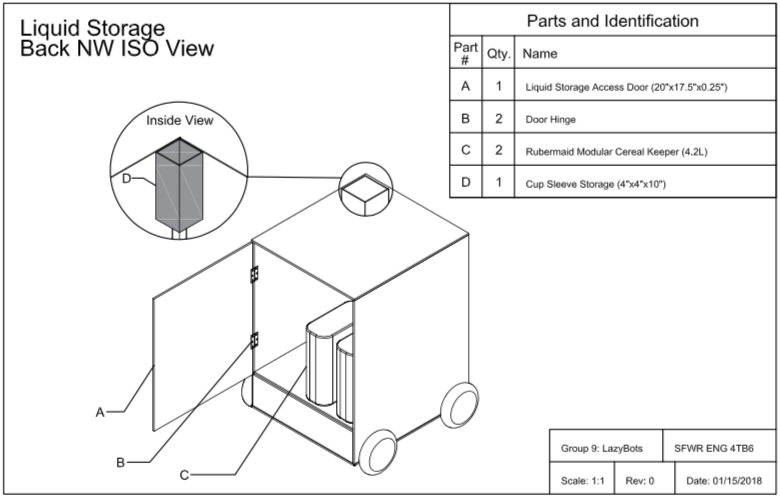 Liquid Storage
Back NW ISO View
Parts and Identification
Part # Qty. Name
A 1 Liquid Storage Access Door (20"x17.5"x0.25")
B 2 Door Hinge
C 2 Rubermaid Modular Cereal Keeper (4.2L)
D 1 Cup Sleeve Storage (4"x4"x10")
Inside View
D
A
B
C
Group 9: LazyBots SFWR ENG 4TB6
Scale: 1:1 Rev: 0 Date: 01/15/2018